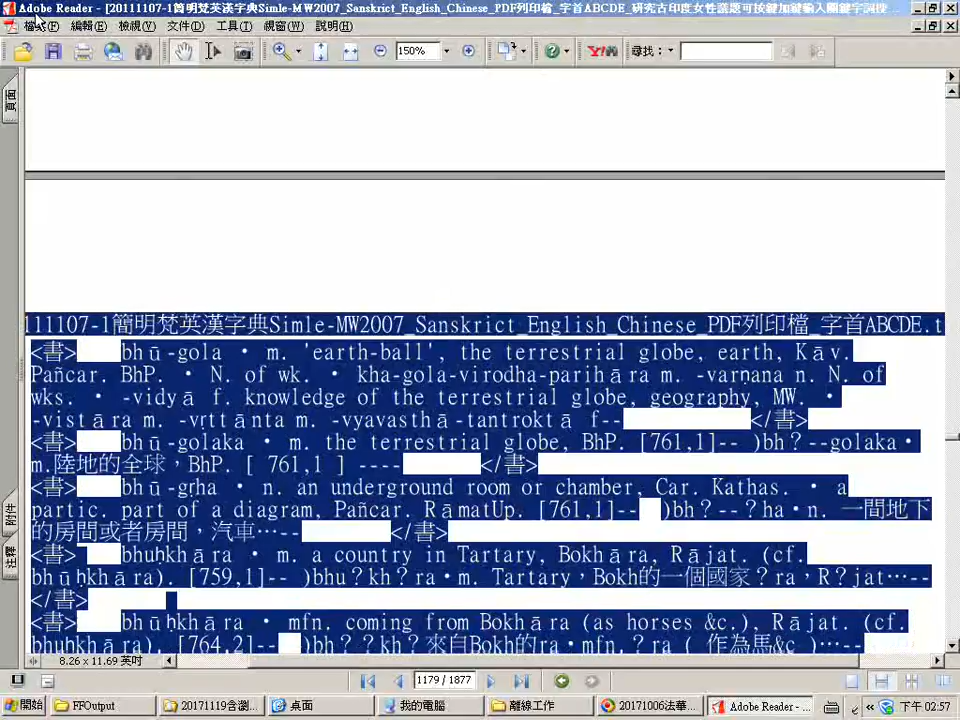 Adobe Reader - [20111107-1簡明梵英漢字典Simle-MW2007_Sanskrict_English_Chinese_PDF列印檔_字首ABCDE_研究古印度女性議題可按鍵加鍵輸入關鍵字詞搜
檔案(F) 編輯(E) 檢視(V) 文件(D) 工具(T) 視窗(W) 說明(H)
150% Y! 尋找:
頁面
附件
註釋
111107-1簡明梵英漢字典Simle-MW2007_Sanskrict_English_Chinese_PDF列印檔_字首ABCDE.t
<書> bhū-gola • m. 'earth-ball', the terrestrial globe, earth, Kāv.
Pañcar. BhP. • N. of wk. • kha-gola-virodha-parihāra m. -varṇana n. N. of
wks. • -vidyā f. knowledge of the terrestrial globe, geography, MW. •
-vistāra m. -vṛttānta m. -vyavasthā-tantroktā f-- </書>
<書> bhū-golaka • m. the terrestrial globe, BhP. [761,1]-- )bh？--golaka•
m.陸地的全球，BhP. [ 761,1 ] ---- </書>
<書> bhū-gṛha • n. an underground room or chamber, Car. Kathas. • a
partic. part of a diagram, Pañcar. RāmatUp. [761,1]-- )bh？--？ha•n. 一間地下
的房間或者房間，汽車…-- </書>
<書> bhuḥkhāra • m. a country in Tartary, Bokhāra, Rājat. (cf.
bhūḥkhāra). [759,1]-- )bhu？kh？ra•m. Tartary，Bokh的一個國家？ra，R？jat…--
</書>
<書> bhūḥkhāra • mfn. coming from Bokhāra (as horses &c.), Rājat. (cf.
bhuḥkhāra). [764,2]-- )bh？？kh？來自Bokh的ra•mfn.？ra ( 作為馬&c )…--
8.26 x 11.69 英吋
1179 / 1877
開始 FFOutput 20171119含瀏... 桌面 我的電腦 離線工作 20171006法華... Adobe Reader - [... 下午 02:57